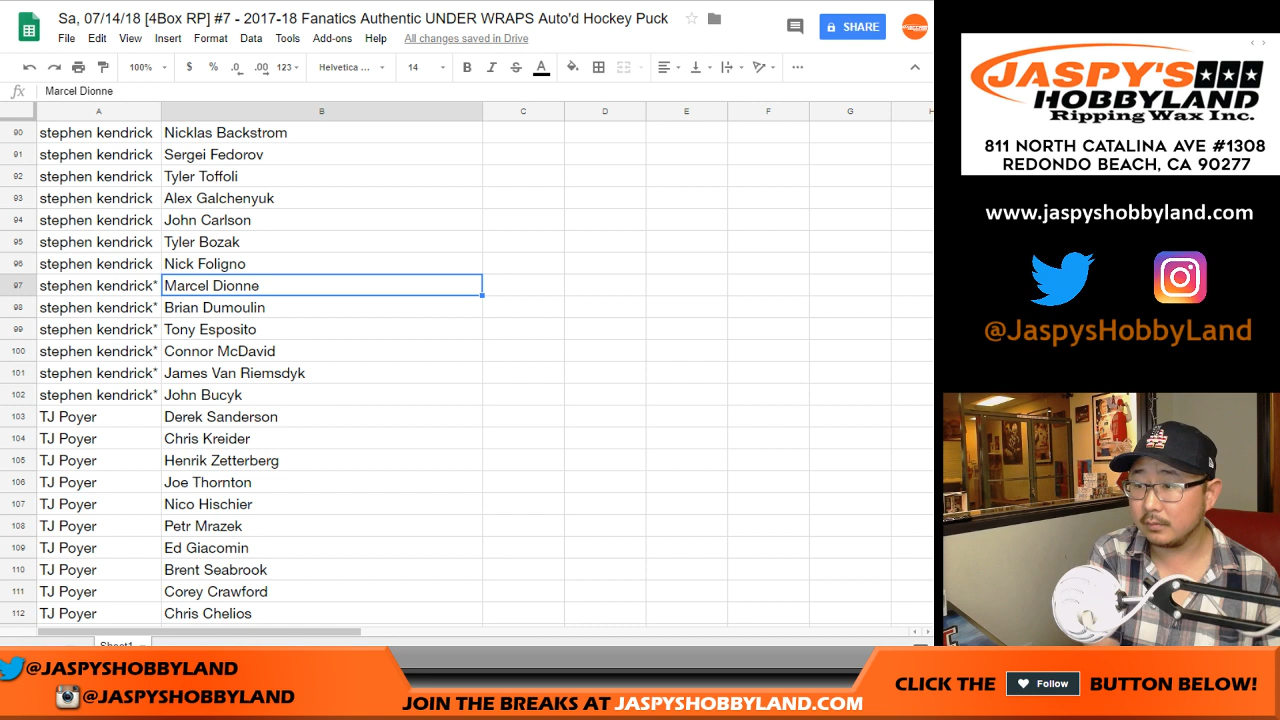 Sa, 07/14/18 [4Box RP] #7 - 2017-18 Fanatics Authentic UNDER WRAPS Auto'd Hockey Puck
File Edit View Insert Format Data Tools Add-ons Help All changes saved in Drive
SHARE
100% $ % .0 .00 123 Helvetica ... 14 B I S A
fx Marcel Dionne
A B C D E F G H
90 stephen kendrick Nicklas Backstrom
91 stephen kendrick Sergei Fedorov
92 stephen kendrick Tyler Toffoli
93 stephen kendrick Alex Galchenyuk
94 stephen kendrick John Carlson
95 stephen kendrick Tyler Bozak
96 stephen kendrick Nick Foligno
97 stephen kendrick* Marcel Dionne
98 stephen kendrick* Brian Dumoulin
99 stephen kendrick* Tony Esposito
100 stephen kendrick* Connor McDavid
101 stephen kendrick* James Van Riemsdyk
102 stephen kendrick* John Bucyk
103 TJ Poyer Derek Sanderson
104 TJ Poyer Chris Kreider
105 TJ Poyer Henrik Zetterberg
106 TJ Poyer Joe Thornton
107 TJ Poyer Nico Hischier
108 TJ Poyer Petr Mrazek
109 TJ Poyer Ed Giacomin
110 TJ Poyer Brent Seabrook
111 TJ Poyer Corey Crawford
112 TJ Poyer Chris Chelios
Sheet1
JASPY'S
HOBBYLAND
Ripping Wax Inc.
811 NORTH CATALINA AVE #1308
REDONDO BEACH, CA 90277
www.jaspyshobbyland.com
@JaspysHobbyLand
@JASPYSHOBBYLAND
@JASPYSHOBBYLAND
JOIN THE BREAKS AT JASPYSHOBBYLAND.COM
CLICK THE Follow BUTTON BELOW!